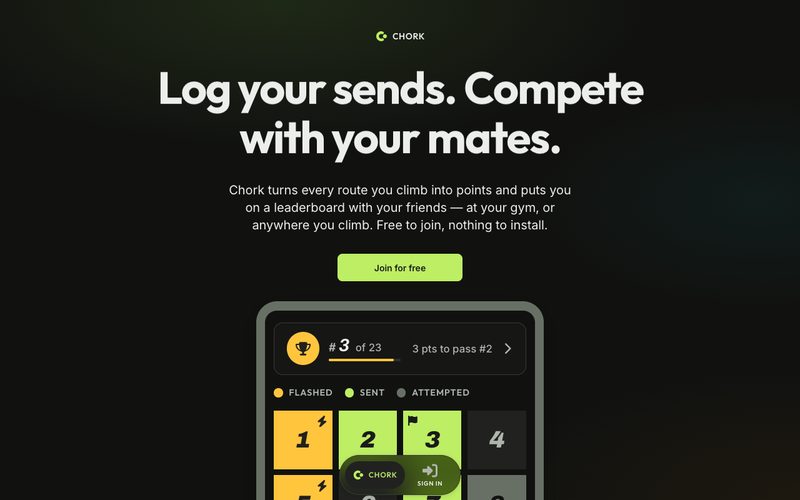 CHORK
Log your sends. Compete
with your mates.
Chork turns every route you climb into points and puts you
on a leaderboard with your friends — at your gym, or
anywhere you climb. Free to join, nothing to install.
Join for free
# 3 of 23
3 pts to pass #2
FLASHED SENT ATTEMPTED
1 2 3 4
CHORK
SIGN IN